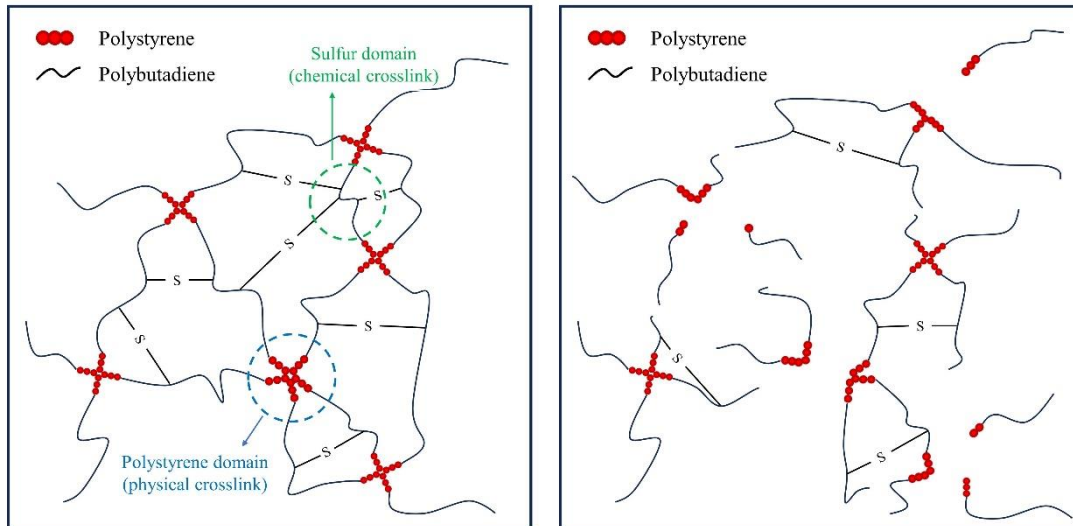 Polystyrene
Polybutadiene
Sulfur domain
(chemical crosslink)
S
S
S
S
S
S
S
Polystyrene domain
(physical crosslink)
Polystyrene
Polybutadiene
S
S
S
S